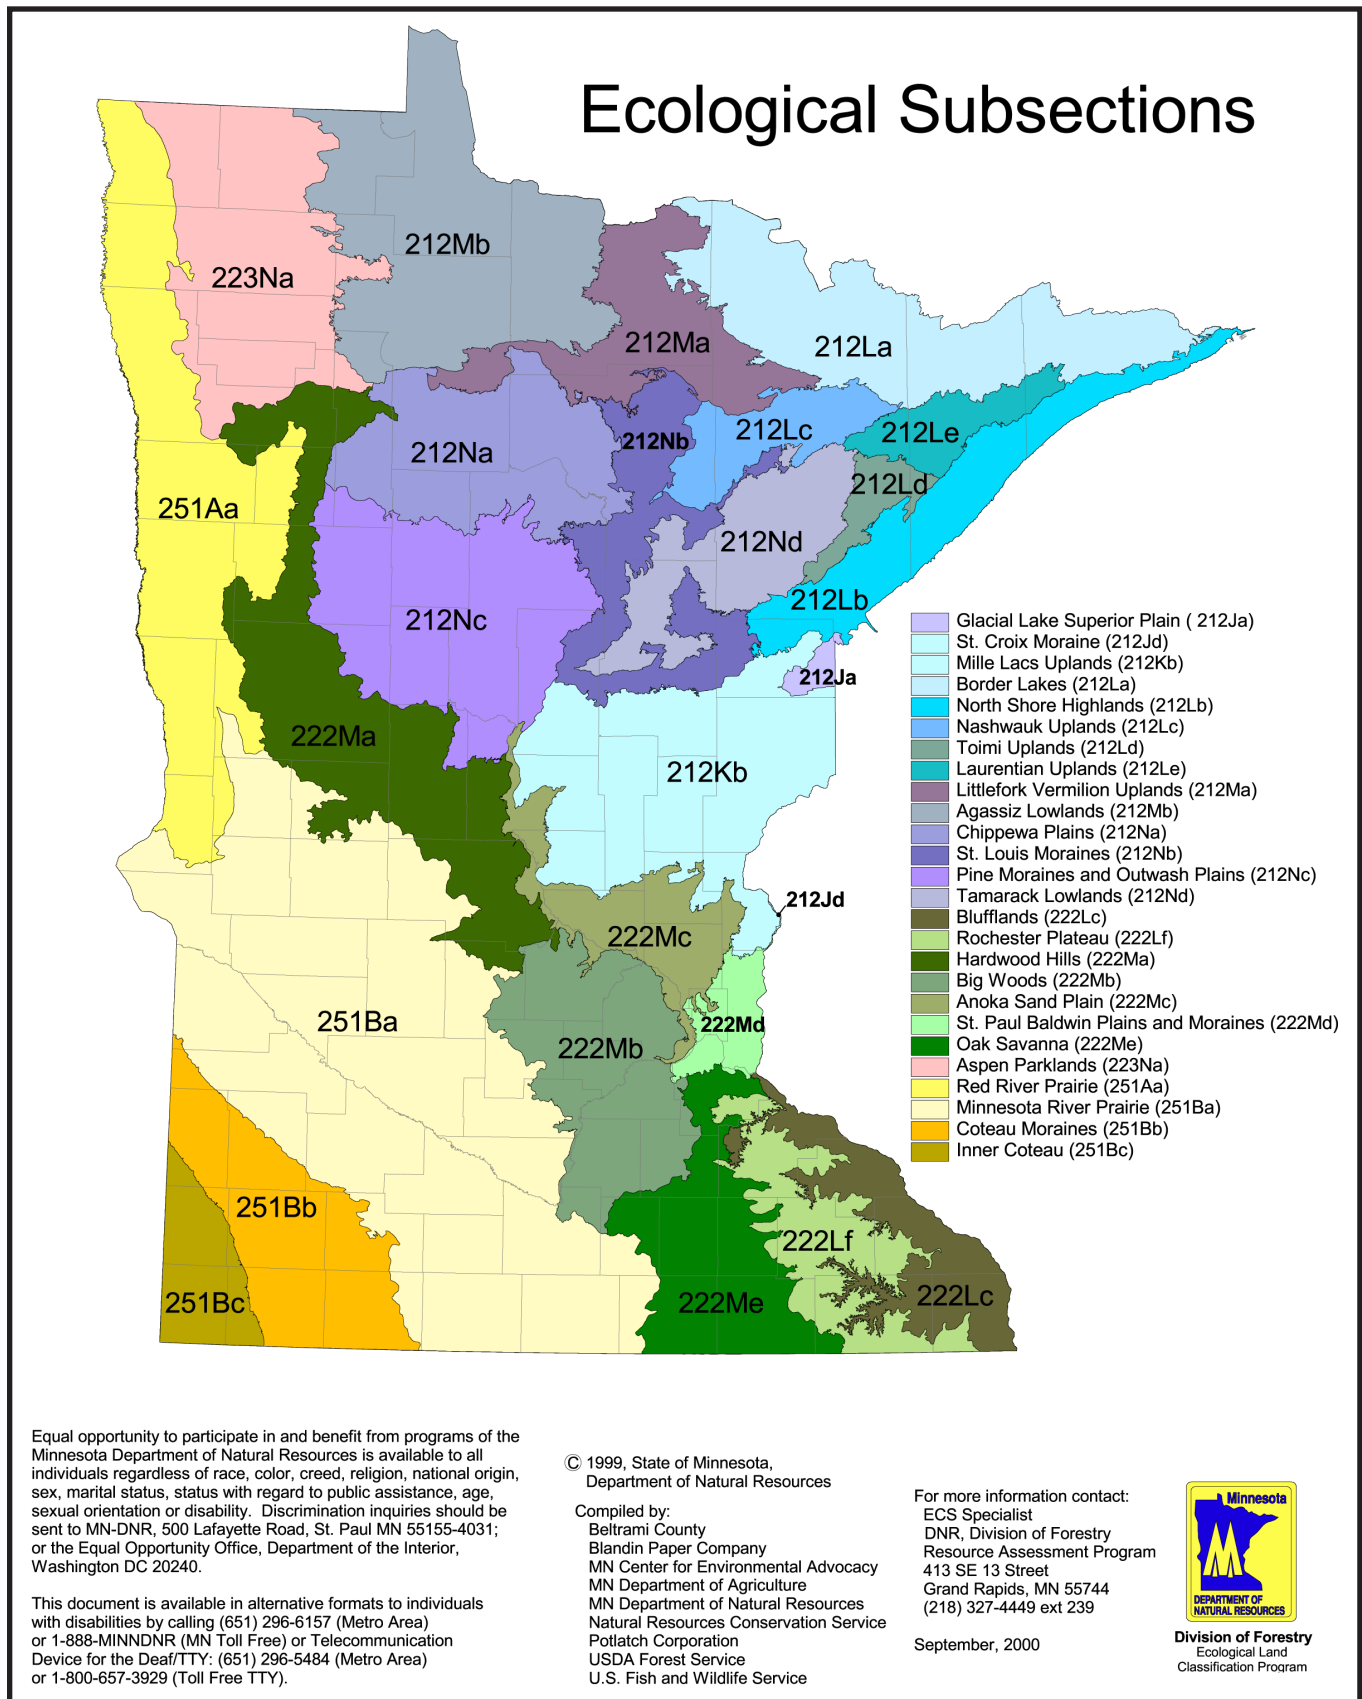 Ecological Subsections
212Mb
223Na
212Ma
212La
212Nb
212Lc
212Le
212Na
212Ld
251Aa
212Nd
212Lb
212Nc
212Ja
222Ma
212Kb
212Jd
222Mc
251Ba
222Md
222Mb
251Bb
222Lf
251Bc
222Me
222Lc
Glacial Lake Superior Plain ( 212Ja)
St. Croix Moraine (212Jd)
Mille Lacs Uplands (212Kb)
Border Lakes (212La)
North Shore Highlands (212Lb)
Nashwauk Uplands (212Lc)
Toimi Uplands (212Ld)
Laurentian Uplands (212Le)
Littlefork Vermilion Uplands (212Ma)
Agassiz Lowlands (212Mb)
Chippewa Plains (212Na)
St. Louis Moraines (212Nb)
Pine Moraines and Outwash Plains (212Nc)
Tamarack Lowlands (212Nd)
Blufflands (222Lc)
Rochester Plateau (222Lf)
Hardwood Hills (222Ma)
Big Woods (222Mb)
Anoka Sand Plain (222Mc)
St. Paul Baldwin Plains and Moraines (222Md)
Oak Savanna (222Me)
Aspen Parklands (223Na)
Red River Prairie (251Aa)
Minnesota River Prairie (251Ba)
Coteau Moraines (251Bb)
Inner Coteau (251Bc)
Equal opportunity to participate in and benefit from programs of the
Minnesota Department of Natural Resources is available to all
individuals regardless of race, color, creed, religion, national origin,
sex, marital status, status with regard to public assistance, age,
sexual orientation or disability.  Discrimination inquiries should be
sent to MN-DNR, 500 Lafayette Road, St. Paul MN 55155-4031;
or the Equal Opportunity Office, Department of the Interior,
Washington DC 20240.
This document is available in alternative formats to individuals
with disabilities by calling (651) 296-6157 (Metro Area)
or 1-888-MINNDNR (MN Toll Free) or Telecommunication
Device for the Deaf/TTY: (651) 296-5484 (Metro Area)
or 1-800-657-3929 (Toll Free TTY).
© 1999, State of Minnesota,
Department of Natural Resources
Compiled by:
Beltrami County
Blandin Paper Company
MN Center for Environmental Advocacy
MN Department of Agriculture
MN Department of Natural Resources
Natural Resources Conservation Service
Potlatch Corporation
USDA Forest Service
U.S. Fish and Wildlife Service
For more information contact:
ECS Specialist
DNR, Division of Forestry
Resource Assessment Program
413 SE 13 Street
Grand Rapids, MN 55744
(218) 327-4449 ext 239
September, 2000
Minnesota
DEPARTMENT OF
NATURAL RESOURCES
Division of Forestry
Ecological Land
Classification Program